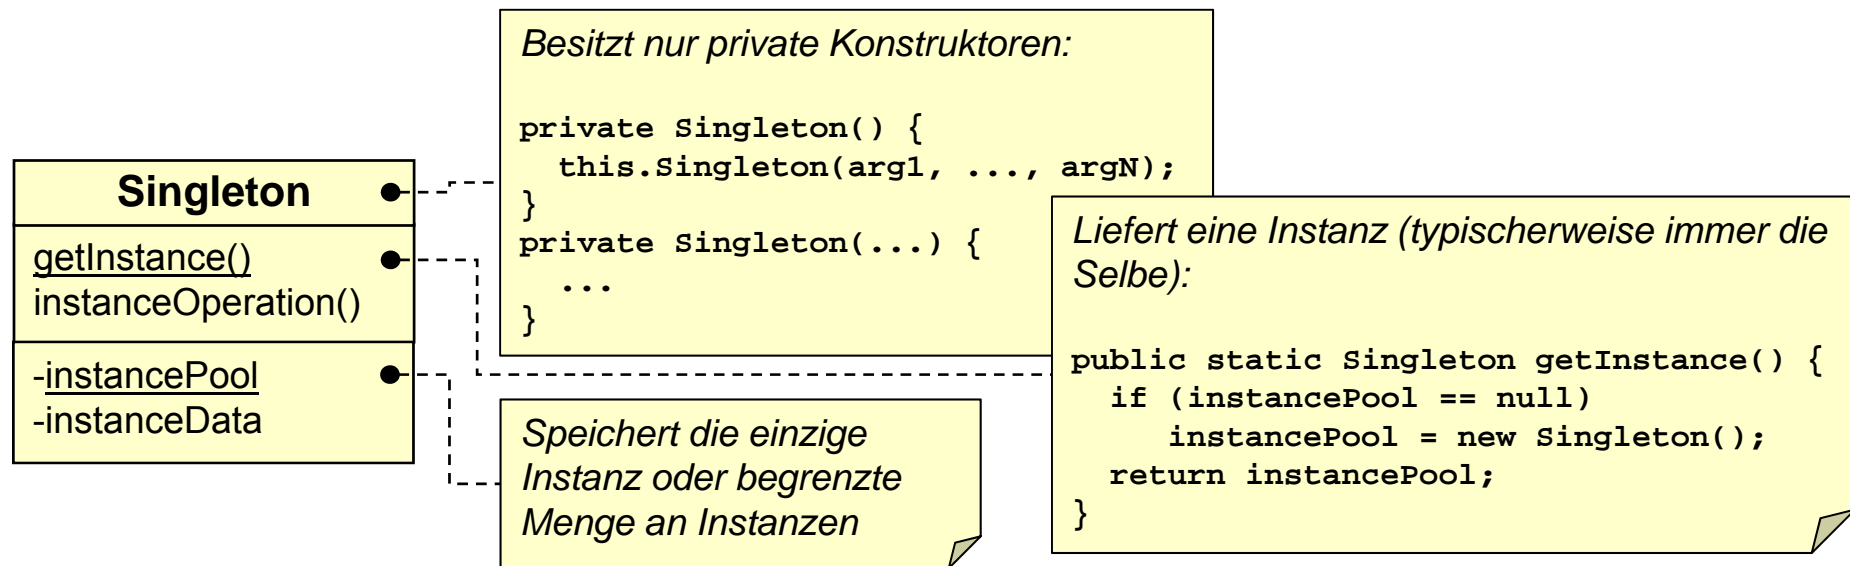 Singleton
getInstance()
instanceOperation()
-instancePool
-instanceData
Besitzt nur private Konstruktoren:
private Singleton() {
this.Singleton(arg1, ..., argN);
}
private Singleton(...) {
...
}
Liefert eine Instanz (typischerweise immer die
Selbe):
public static Singleton getInstance() {
if (instancePool == null)
instancePool = new Singleton();
return instancePool;
}
Speichert die einzige
Instanz oder begrenzte
Menge an Instanzen